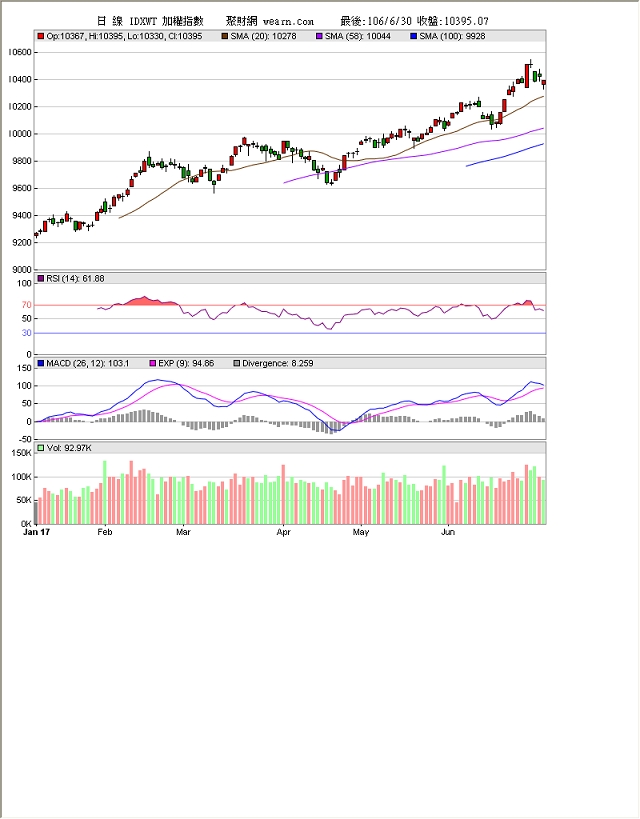 日 線 IDXWT 加權指數 聚財網 wearn.Com 最後:106/6/30 收盤:10395.07
Op:10367, Hi:10395, Lo:10330, Cl:10395 SMA (20): 10278 SMA (58): 10044 SMA (100): 9928
10600
10400
10200
10000
9800
9600
9400
9200
9000
RSI (14): 61.88
100
70
50
30
0
MACD (26, 12): 103.1 EXP (9): 94.86 Divergence: 8.259
150
100
50
0
-50
Vol: 92.97K
150K
100K
50K
0K
Jan 17 Feb Mar Apr May Jun